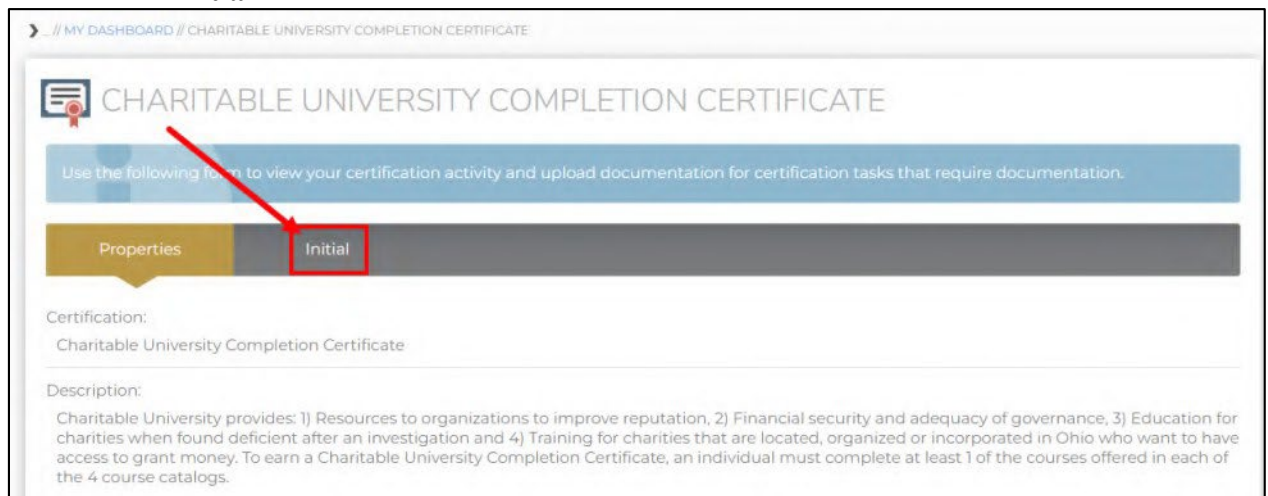 ❯ _ // MY DASHBOARD // CHARITABLE UNIVERSITY COMPLETION CERTIFICATE
CHARITABLE UNIVERSITY COMPLETION CERTIFICATE
Use the following form to view your certification activity and upload documentation for certification tasks that require documentation.
Properties Initial
Certification:
Charitable University Completion Certificate
Description:
Charitable University provides: 1) Resources to organizations to improve reputation, 2) Financial security and adequacy of governance, 3) Education for
charities when found deficient after an investigation and 4) Training for charities that are located, organized or incorporated in Ohio who want to have
access to grant money. To earn a Charitable University Completion Certificate, an individual must complete at least 1 of the courses offered in each of
the 4 course catalogs.